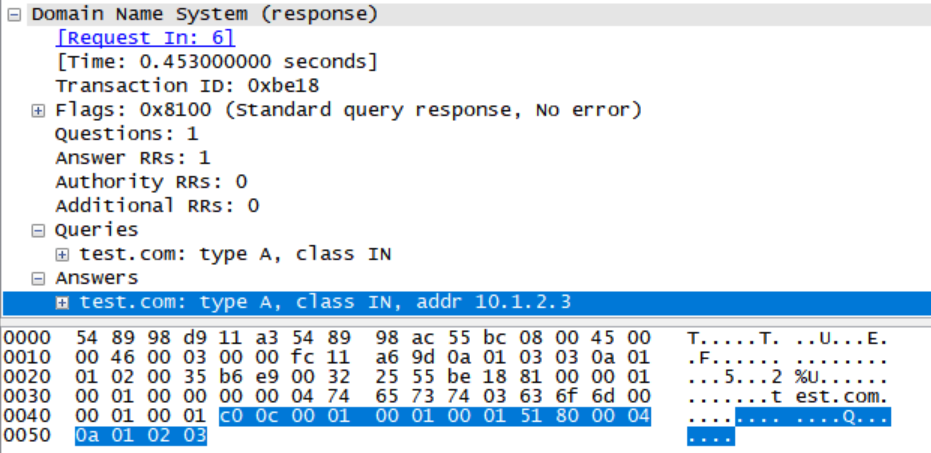 Domain Name System (response)
[Request In: 6]
[Time: 0.453000000 seconds]
Transaction ID: 0xbe18
Flags: 0x8100 (Standard query response, No error)
Questions: 1
Answer RRs: 1
Authority RRs: 0
Additional RRs: 0
Queries
test.com: type A, class IN
Answers
test.com: type A, class IN, addr 10.1.2.3
0000 54 89 98 d9 11 a3 54 89 98 ac 55 bc 08 00 45 00 T.....T. ..U...E.
0010 00 46 00 03 00 00 fc 11 a6 9d 0a 01 03 03 0a 01 .F...... ........
0020 01 02 00 35 b6 e9 00 32 25 55 be 18 81 00 00 01 ...5...2 %U......
0030 00 01 00 00 00 00 04 74 65 73 74 03 63 6f 6d 00 .......t est.com.
0040 00 01 00 01 c0 0c 00 01 00 01 00 01 51 80 00 04 ........ ....Q...
0050 0a 01 02 03 ....